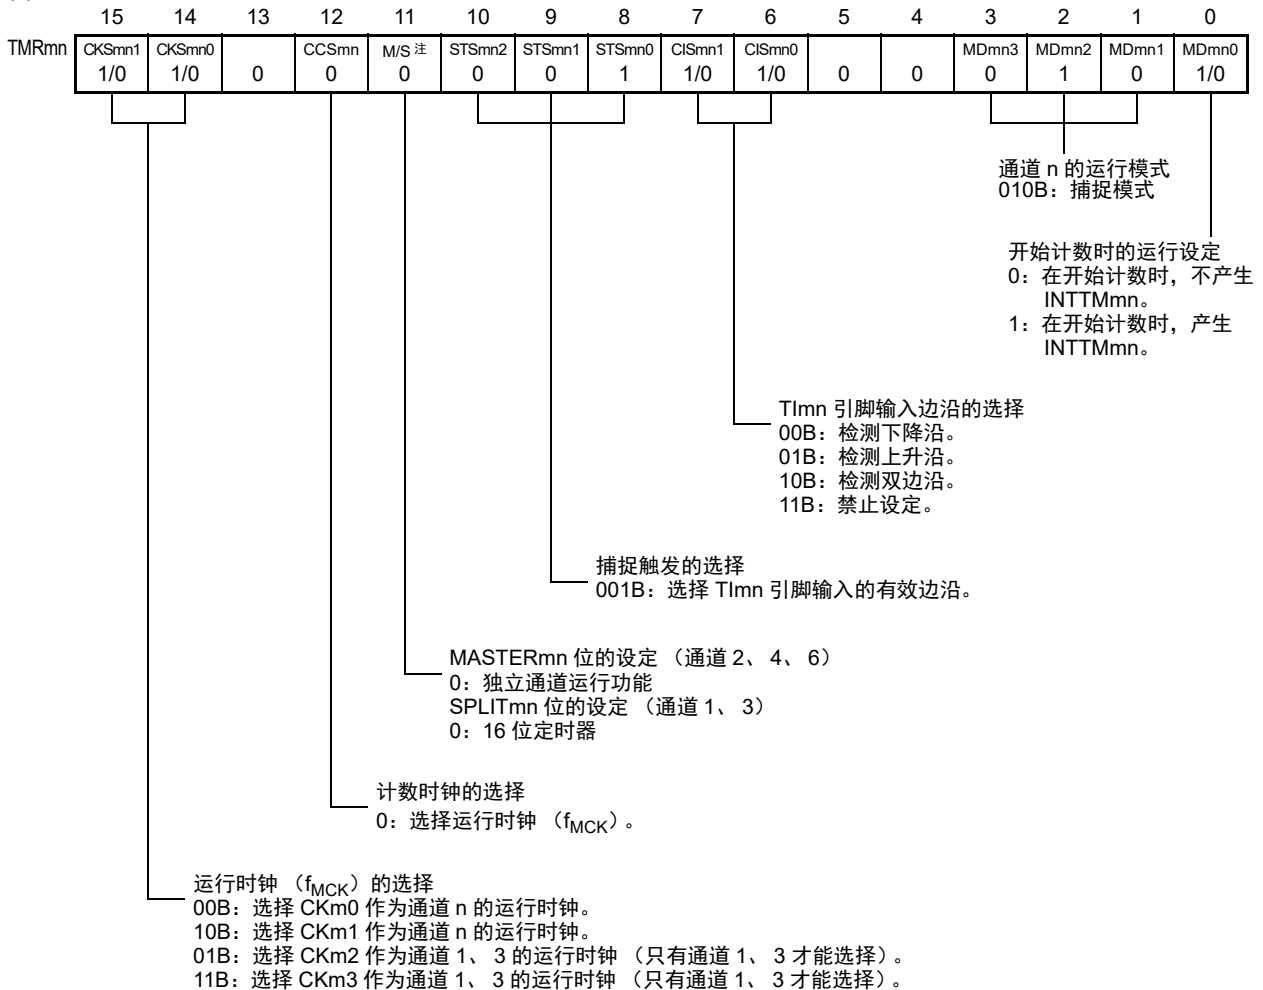 15 14 13 12 11 10 9 8 7 6 5 4 3 2 1 0
TMRmn CKSmn1 CKSmn0 CCSmn M/S 注 STSmn2 STSmn1 STSmn0 CISmn1 CISmn0 MDmn3 MDmn2 MDmn1 MDmn0
1/0 1/0 0 0 0 0 0 1 1/0 1/0 0 0 0 1 0 1/0
通道 n 的运行模式
010B：捕捉模式
开始计数时的运行设定
0：在开始计数时，不产生
INTTMmn。
1：在开始计数时，产生
INTTMmn。
TImn 引脚输入边沿的选择
00B：检测下降沿。
01B：检测上升沿。
10B：检测双边沿。
11B：禁止设定。
捕捉触发的选择
001B：选择 TImn 引脚输入的有效边沿。
MASTERmn 位的设定 （通道 2、 4、 6）
0：独立通道运行功能
SPLITmn 位的设定 （通道 1、 3）
0：16 位定时器
计数时钟的选择
0：选择运行时钟 （fMCK）。
运行时钟 （fMCK）的选择
00B：选择 CKm0 作为通道 n 的运行时钟。
10B：选择 CKm1 作为通道 n 的运行时钟。
01B：选择 CKm2 作为通道 1、 3 的运行时钟 （只有通道 1、 3 才能选择）。
11B：选择 CKm3 作为通道 1、 3 的运行时钟 （只有通道 1、 3 才能选择）。